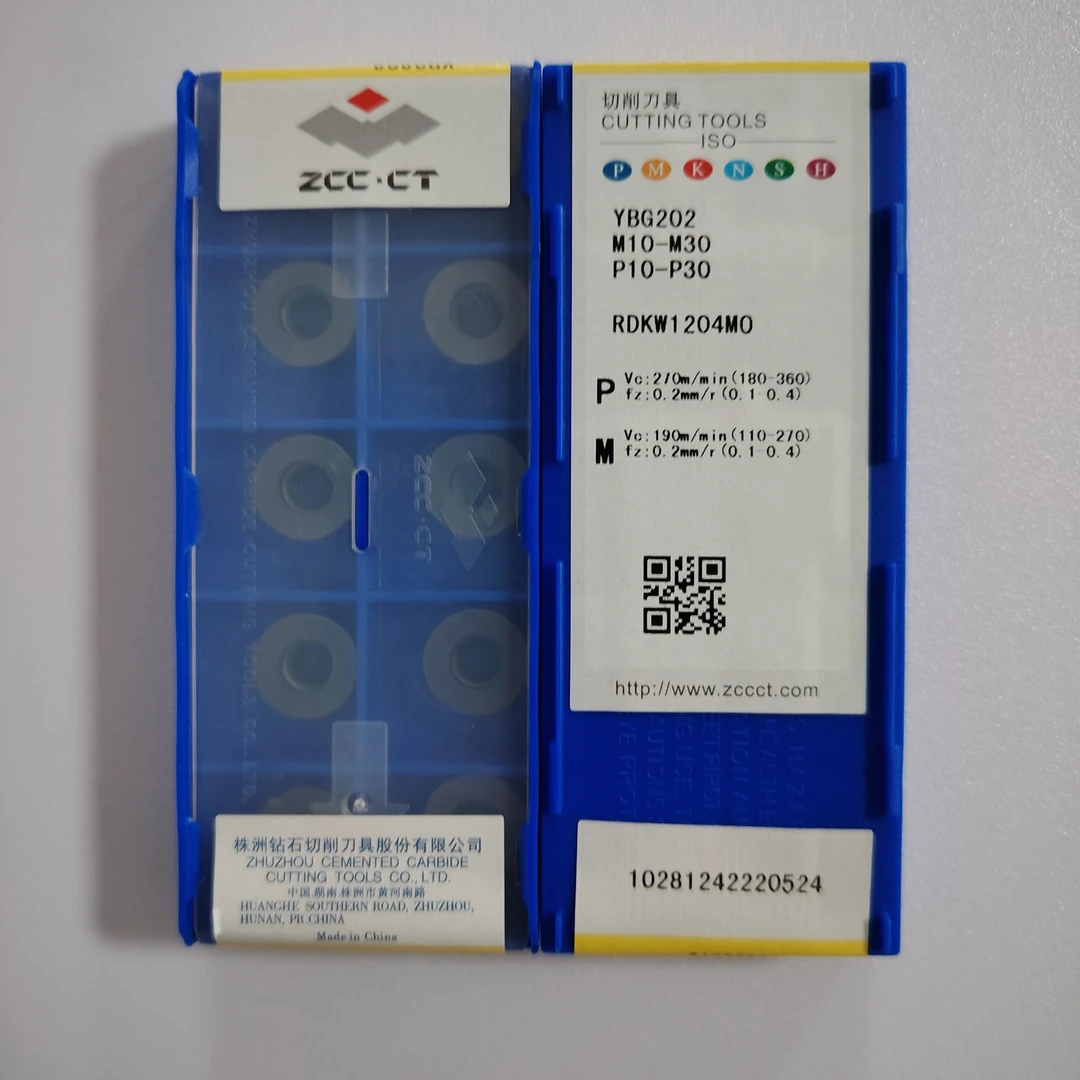 ZCC·CT
ZCC·CT
株洲钻石切削刀具股份有限公司
ZHUZHOU CEMENTED CARBIDE
CUTTING TOOLS CO., LTD.
中国.湖南.株洲市黄河南路
HUANGHE SOUTHERN ROAD, ZHUZHOU,
HUNAN, PR.CHINA
Made in China
切削刀具
CUTTING TOOLS
ISO
P M K N S H
YBG202
M10-M30
P10-P30
RDKW1204MO
P
Vc:270m/min(180-360)
fz:0.2mm/r(0.1-0.4)
M
Vc:190m/min(110-270)
fz:0.2mm/r(0.1-0.4)
http://www.zccct.com
10281242220524